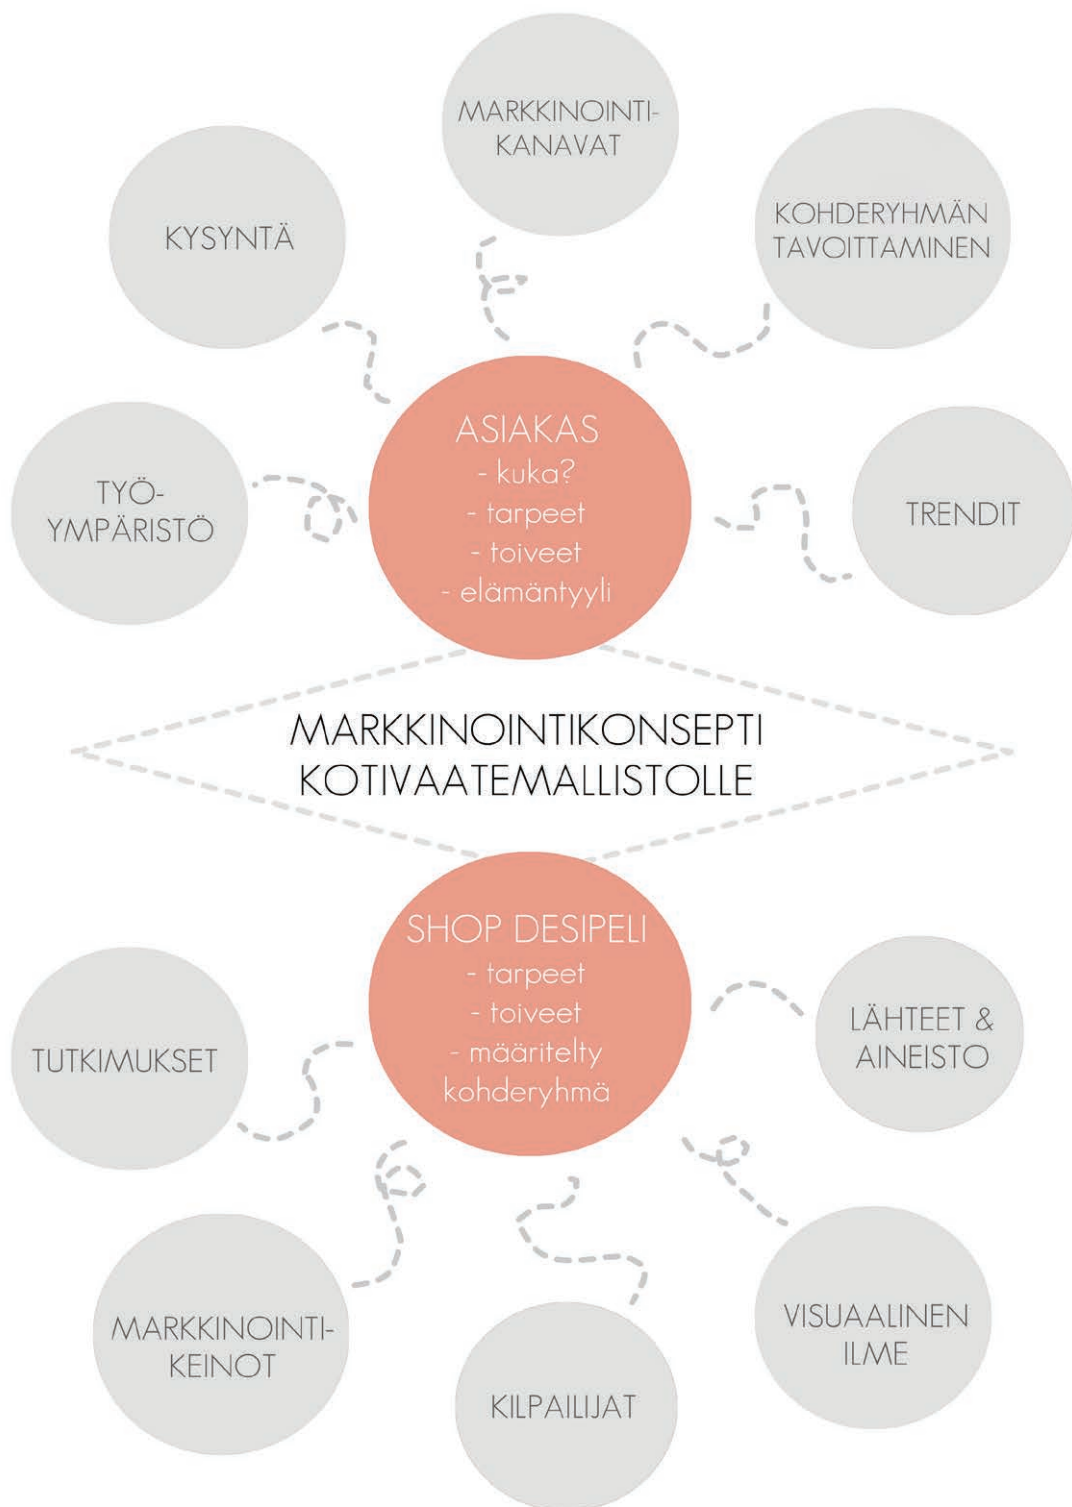 MARKKINOINTI-
KANAVAT
KYSYNTÄ
KOHDERYHMÄN
TAVOITTAMINEN
ASIAKAS
- kuka?
- tarpeet
- toiveet
- elämäntyyli
TYÖ-
YMPÄRISTÖ
TRENDIT
MARKKINOINTIKONSEPTI
KOTIVAATEMALLISTOLLE
SHOP DESIPELI
- tarpeet
- toiveet
- määritelty
kohderyhmä
TUTKIMUKSET
LÄHTEET &
AINEISTO
MARKKINOINTI-
KEINOT
KILPAILIJAT
VISUAALINEN
ILME